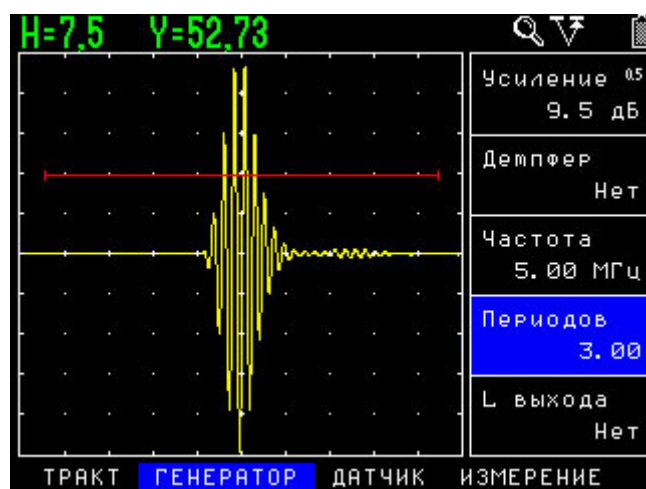 H=7,5 Y=52,73
Усиление 0.5
9.5 дБ
Демпфер
Нет
Частота
5.00 МГц
Периодов
3.00
L выхода
Нет
ТРАКТ ГЕНЕРАТОР ДАТЧИК ИЗМЕРЕНИЕ